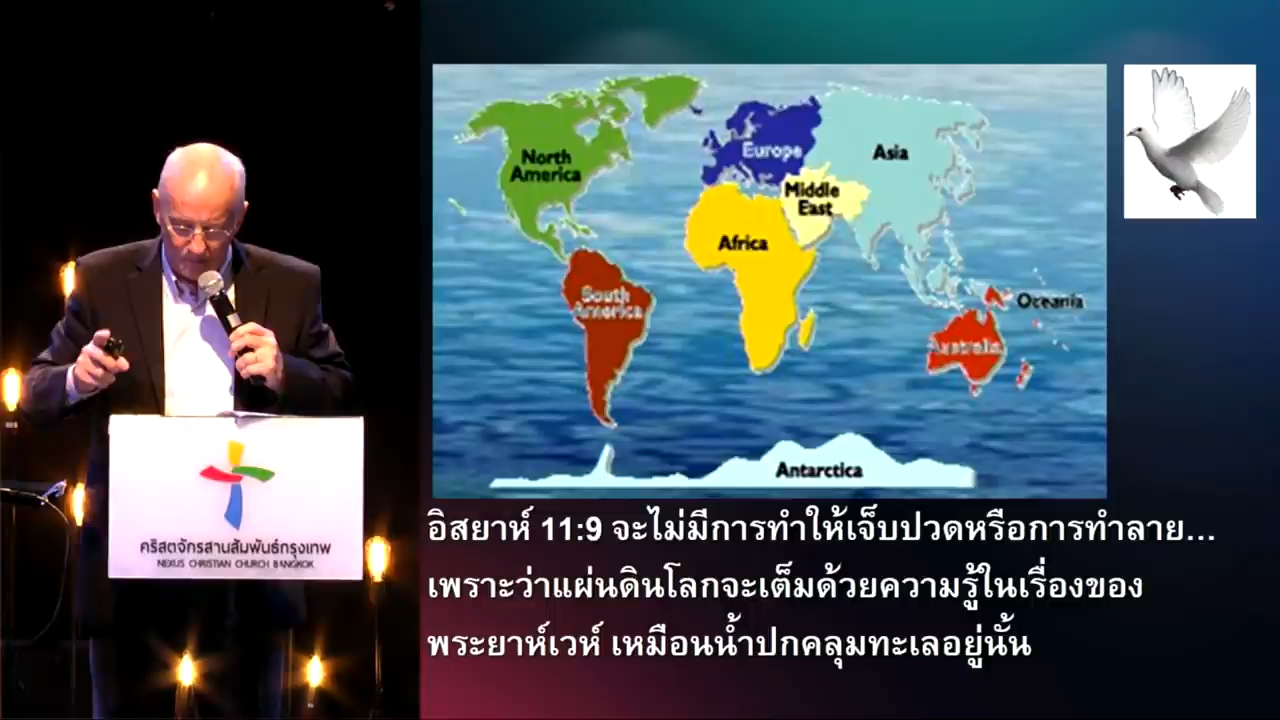 North
America
Europe
Asia
Middle
East
Africa
South
America
Oceania
Australia
Antarctica
คริสตจักรสานสัมพันธ์กรุงเทพ
NEXUS CHRISTIAN CHURCH BANGKOK
อิสยาห์ 11:9 จะไม่มีการทำให้เจ็บปวดหรือการทำลาย...
เพราะว่าแผ่นดินโลกจะเต็มด้วยความรู้ในเรื่องของ
พระยาห์เวห์ เหมือนน้ำปกคลุมทะเลอยู่นั้น